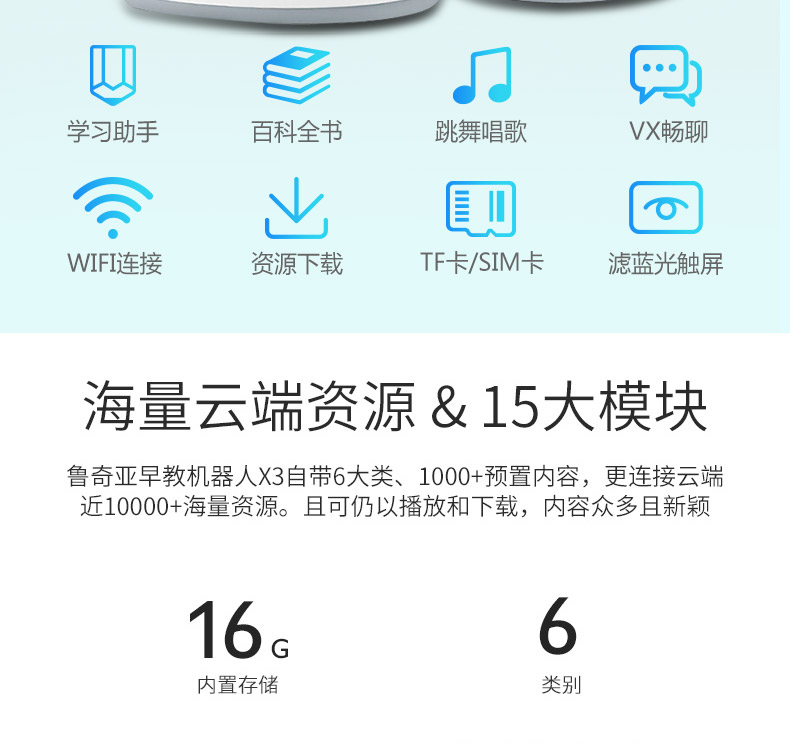 学习助手 百科全书 跳舞唱歌 VX畅聊
WIFI连接 资源下载 TF卡/SIM卡 滤蓝光触屏
海量云端资源 & 15大模块
鲁奇亚早教机器人X3自带6大类、1000+预置内容，更连接云端
近10000+海量资源。且可仍以播放和下载，内容众多且新颖
16G 6
内置存储 类别